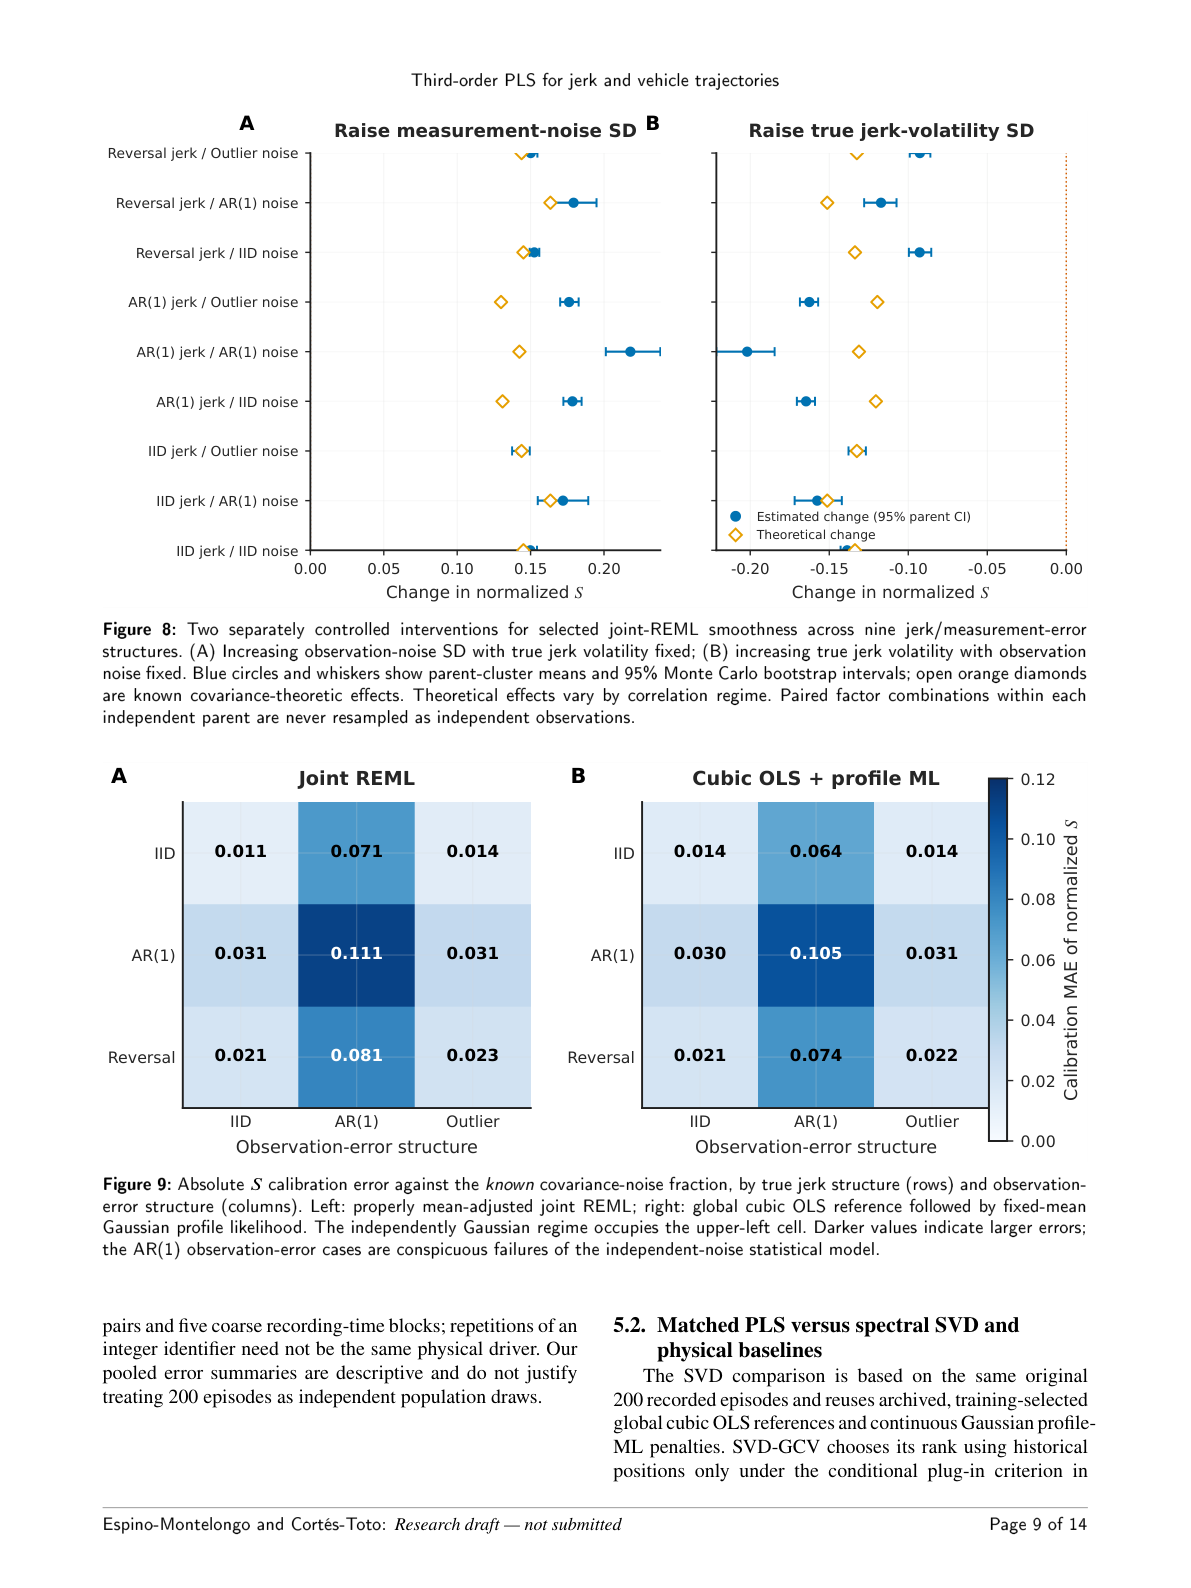 Third-order PLS for jerk and vehicle trajectories
A
Raise measurement-noise SD
B
Raise true jerk-volatility SD
Reversal jerk / Outlier noise
Reversal jerk / AR(1) noise
Reversal jerk / IID noise
AR(1) jerk / Outlier noise
AR(1) jerk / AR(1) noise
AR(1) jerk / IID noise
IID jerk / Outlier noise
IID jerk / AR(1) noise
IID jerk / IID noise
Estimated change (95% parent CI)
Theoretical change
0.00 0.05 0.10 0.15 0.20
-0.20 -0.15 -0.10 -0.05 0.00
Change in normalized S
Change in normalized S
Figure 8: Two separately controlled interventions for selected joint-REML smoothness across nine jerk/measurement-error
structures. (A) Increasing observation-noise SD with true jerk volatility fixed; (B) increasing true jerk volatility with observation
noise fixed. Blue circles and whiskers show parent-cluster means and 95% Monte Carlo bootstrap intervals; open orange diamonds
are known covariance-theoretic effects. Theoretical effects vary by correlation regime. Paired factor combinations within each
independent parent are never resampled as independent observations.
A
Joint REML
IID 0.011 0.071 0.014
AR(1) 0.031 0.111 0.031
Reversal 0.021 0.081 0.023
IID AR(1) Outlier
Observation-error structure
B
Cubic OLS + profile ML
IID 0.014 0.064 0.014
AR(1) 0.030 0.105 0.031
Reversal 0.021 0.074 0.022
IID AR(1) Outlier
Observation-error structure
0.12
0.10
0.08
0.06
0.04
0.02
0.00
Calibration MAE of normalized S
Figure 9: Absolute S calibration error against the known covariance-noise fraction, by true jerk structure (rows) and observation-
error structure (columns). Left: properly mean-adjusted joint REML; right: global cubic OLS reference followed by fixed-mean
Gaussian profile likelihood. The independently Gaussian regime occupies the upper-left cell. Darker values indicate larger errors;
the AR(1) observation-error cases are conspicuous failures of the independent-noise statistical model.
pairs and five coarse recording-time blocks; repetitions of an
integer identifier need not be the same physical driver. Our
pooled error summaries are descriptive and do not justify
treating 200 episodes as independent population draws.
5.2. Matched PLS versus spectral SVD and
physical baselines
The SVD comparison is based on the same original
200 recorded episodes and reuses archived, training-selected
global cubic OLS references and continuous Gaussian profile-
ML penalties. SVD-GCV chooses its rank using historical
positions only under the conditional plug-in criterion in
Espino-Montelongo and Cortés-Toto: Research draft — not submitted
Page 9 of 14